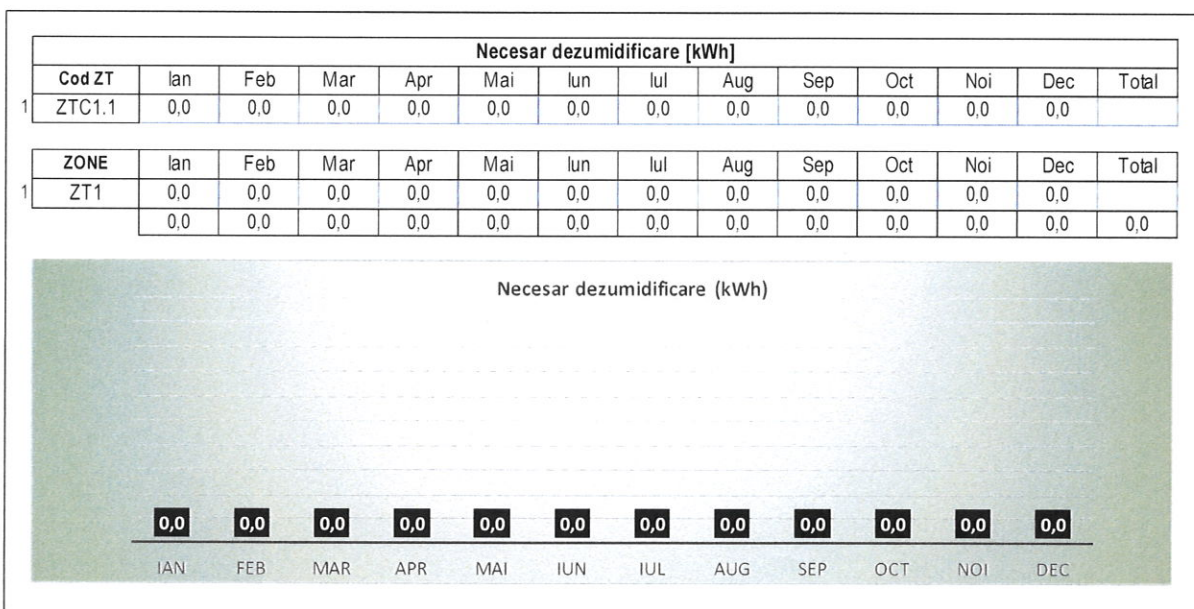 Necesar dezumidificare [kWh]
Cod ZT Ian Feb Mar Apr Mai Iun Iul Aug Sep Oct Noi Dec Total
1 ZTC1.1 0,0 0,0 0,0 0,0 0,0 0,0 0,0 0,0 0,0 0,0 0,0 0,0
ZONE Ian Feb Mar Apr Mai Iun Iul Aug Sep Oct Noi Dec Total
1 ZT1 0,0 0,0 0,0 0,0 0,0 0,0 0,0 0,0 0,0 0,0 0,0 0,0
0,0 0,0 0,0 0,0 0,0 0,0 0,0 0,0 0,0 0,0 0,0 0,0 0,0
Necesar dezumidificare (kWh)
0,0 0,0 0,0 0,0 0,0 0,0 0,0 0,0 0,0 0,0 0,0 0,0
IAN FEB MAR APR MAI IUN IUL AUG SEP OCT NOI DEC